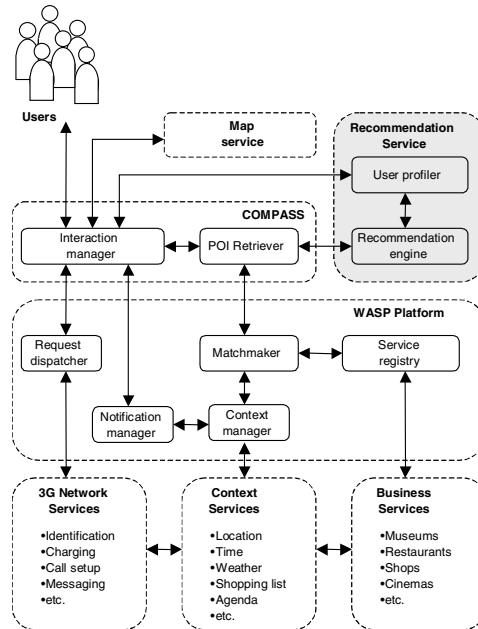 Users
Map
service
Recommendation
Service
User profiler
Recommendation
engine
COMPASS
Interaction
manager
POI Retriever
WASP Platform
Request
dispatcher
Matchmaker
Service
registry
Notification
manager
Context
manager
3G Network
Services
•Identification
•Charging
•Call setup
•Messaging
•etc.
Context
Services
•Location
•Time
•Weather
•Shopping list
•Agenda
•etc.
Business
Services
•Museums
•Restaurants
•Shops
•Cinemas
•etc.